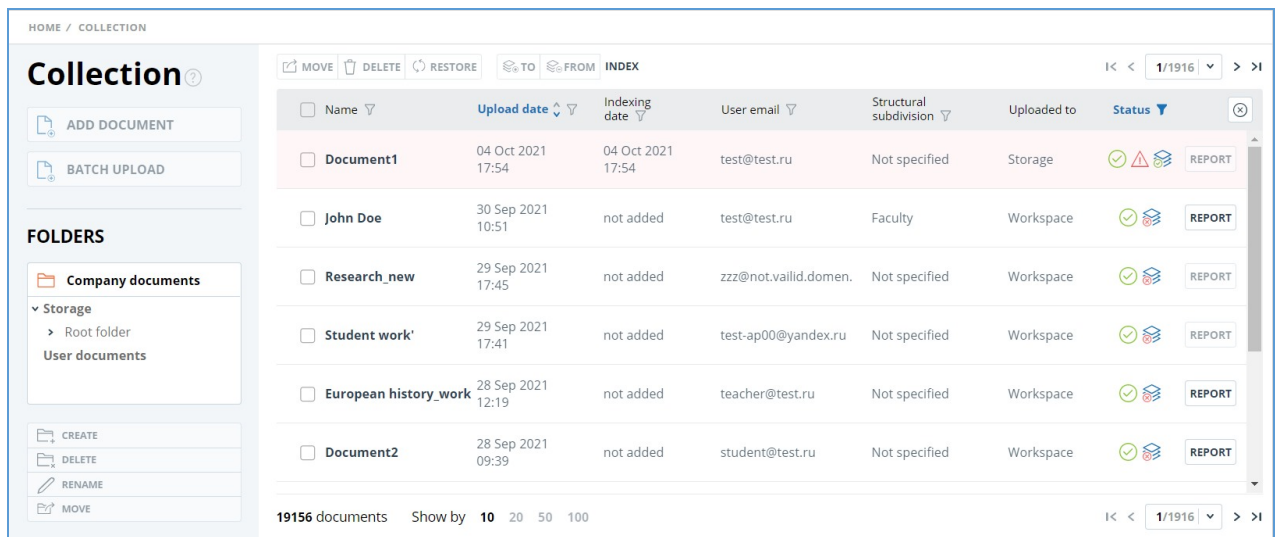 HOME / COLLECTION
Collection ?
ADD DOCUMENT
BATCH UPLOAD
FOLDERS
Company documents
Storage
Root folder
User documents
CREATE
DELETE
RENAME
MOVE
MOVE DELETE RESTORE TO FROM INDEX 1/1916
Name Upload date Indexing date User email Structural subdivision Uploaded to Status
Document1 04 Oct 2021 17:54 04 Oct 2021 17:54 test@test.ru Not specified Storage REPORT
John Doe 30 Sep 2021 10:51 not added test@test.ru Faculty Workspace REPORT
Research_new 29 Sep 2021 17:45 not added zzz@not.vailid.domen. Not specified Workspace REPORT
Student work' 29 Sep 2021 17:41 not added test-ap00@yandex.ru Not specified Workspace REPORT
European history_work 28 Sep 2021 12:19 not added teacher@test.ru Not specified Workspace REPORT
Document2 28 Sep 2021 09:39 not added student@test.ru Not specified Workspace REPORT
19156 documents Show by 10 20 50 100 1/1916